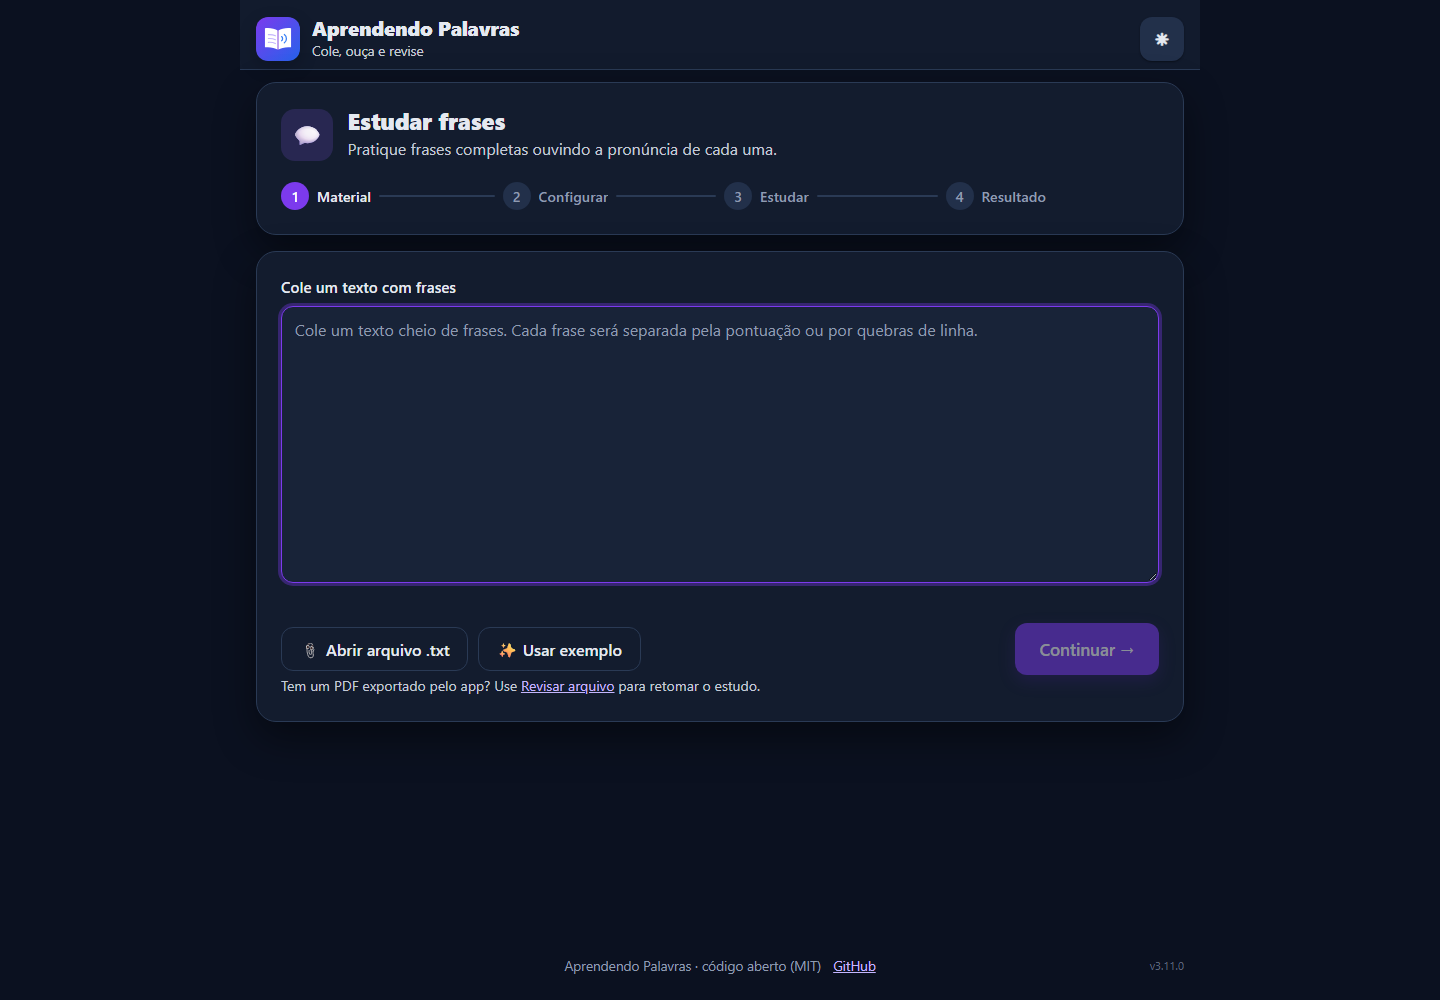 Aprendendo Palavras
Cole, ouça e revise
Estudar frases
Pratique frases completas ouvindo a pronúncia de cada uma.
1 Material 2 Configurar 3 Estudar 4 Resultado
Cole um texto com frases
Cole um texto cheio de frases. Cada frase será separada pela pontuação ou por quebras de linha.
Abrir arquivo .txt Usar exemplo Continuar →
Tem um PDF exportado pelo app? Use Revisar arquivo para retomar o estudo.
Aprendendo Palavras · código aberto (MIT) GitHub v3.11.0